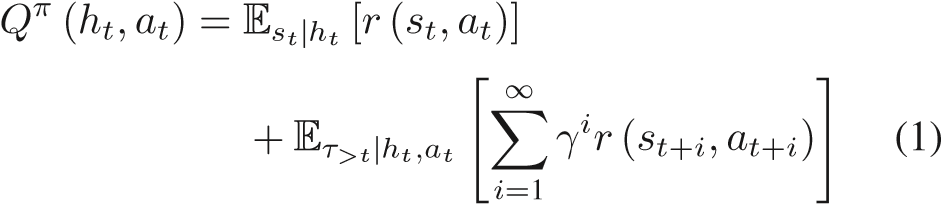 Q^π (h_t, a_t) = 𝔼_{s_t|h_t} [r (s_t, a_t)]
+ 𝔼_{τ_{>t}|h_t,a_t} [∑_{i=1}^{∞} γ^i r (s_{t+i}, a_{t+i})] (1)